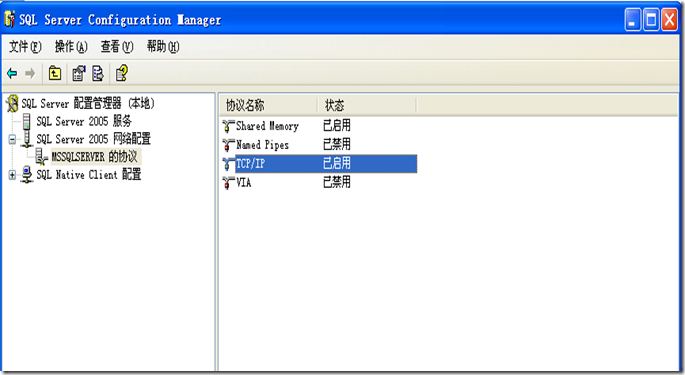 SQL Server Configuration Manager
文件(F) 操作(A) 查看(V) 帮助(H)
SQL Server 配置管理器 (本地)
SQL Server 2005 服务
SQL Server 2005 网络配置
MSSQLSERVER 的协议
SQL Native Client 配置
协议名称 状态
Shared Memory 已启用
Named Pipes 已禁用
TCP/IP 已启用
VIA 已禁用